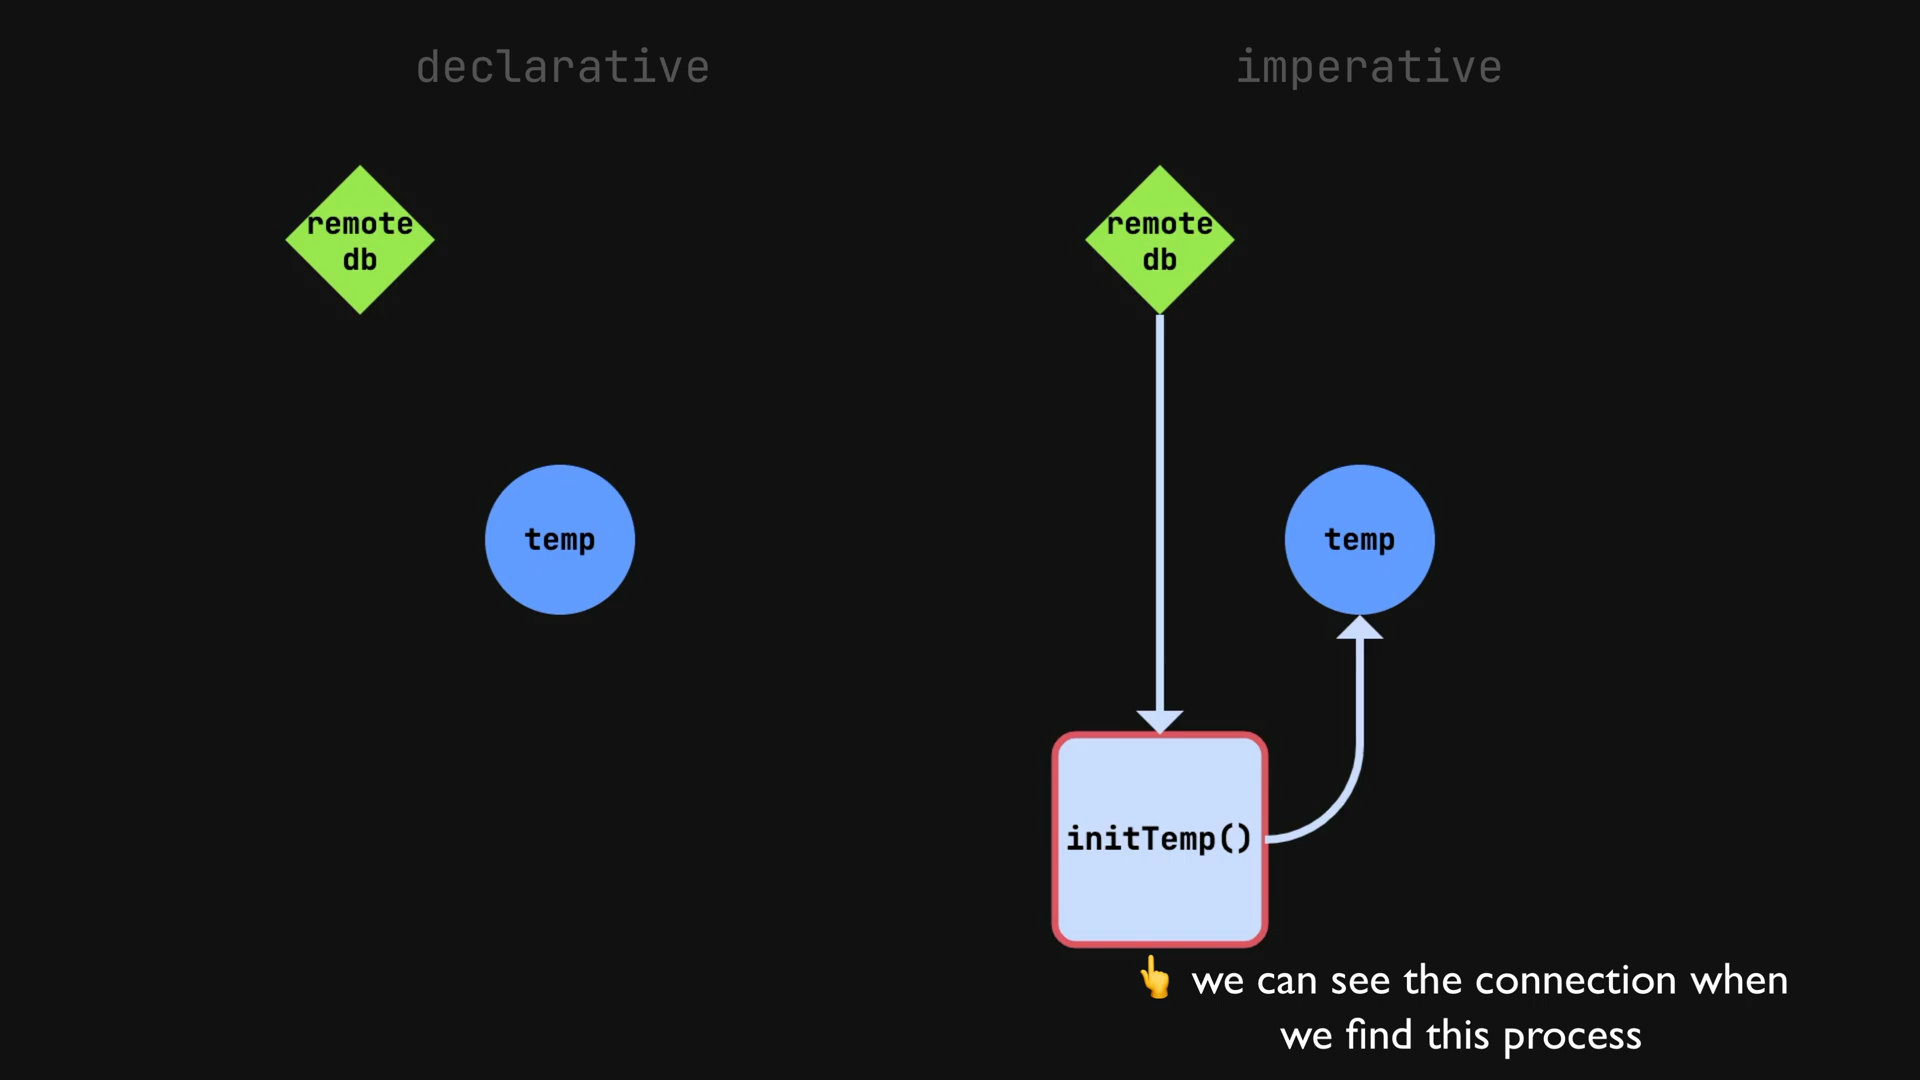 declarative
imperative
remote
db
remote
db
temp
temp
initTemp()
👆 we can see the connection when
we find this process